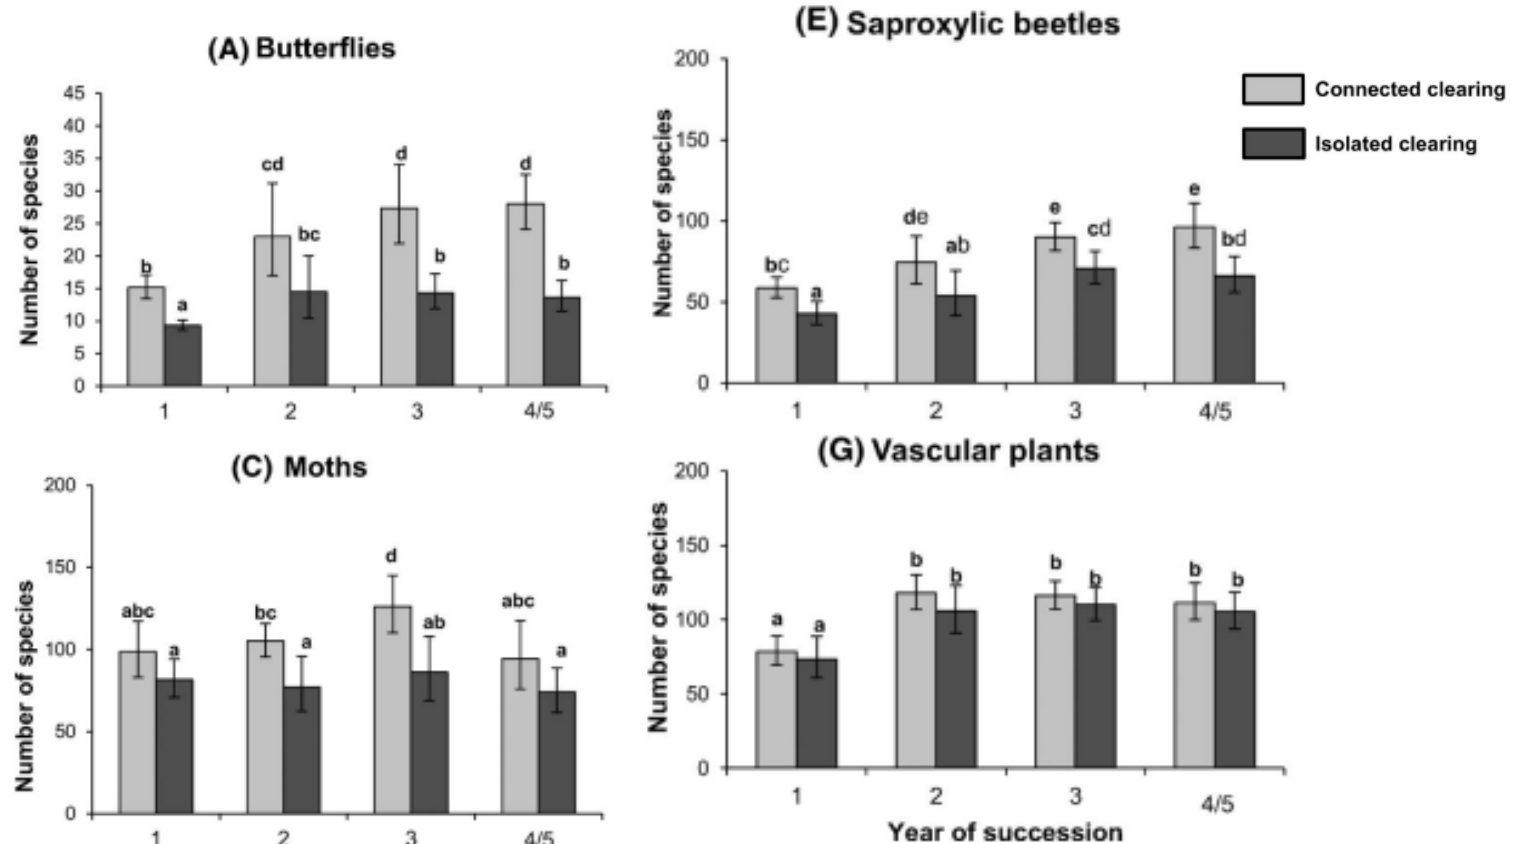 (A) Butterflies
Number of species
45
40
35
30
25
20
15
10
5
0
b
a
cd
bc
d
b
d
b
1
2
3
4/5
(E) Saproxylic beetles
Number of species
200
150
100
50
0
bc
a
de
ab
e
cd
e
bd
1
2
3
4/5
Connected clearing
Isolated clearing
(C) Moths
Number of species
200
150
100
50
0
abc
a
bc
a
d
ab
abc
a
1
2
3
4/5
(G) Vascular plants
Number of species
200
150
100
50
0
a
a
b
b
b
b
b
b
1
2
3
4/5
Year of succession